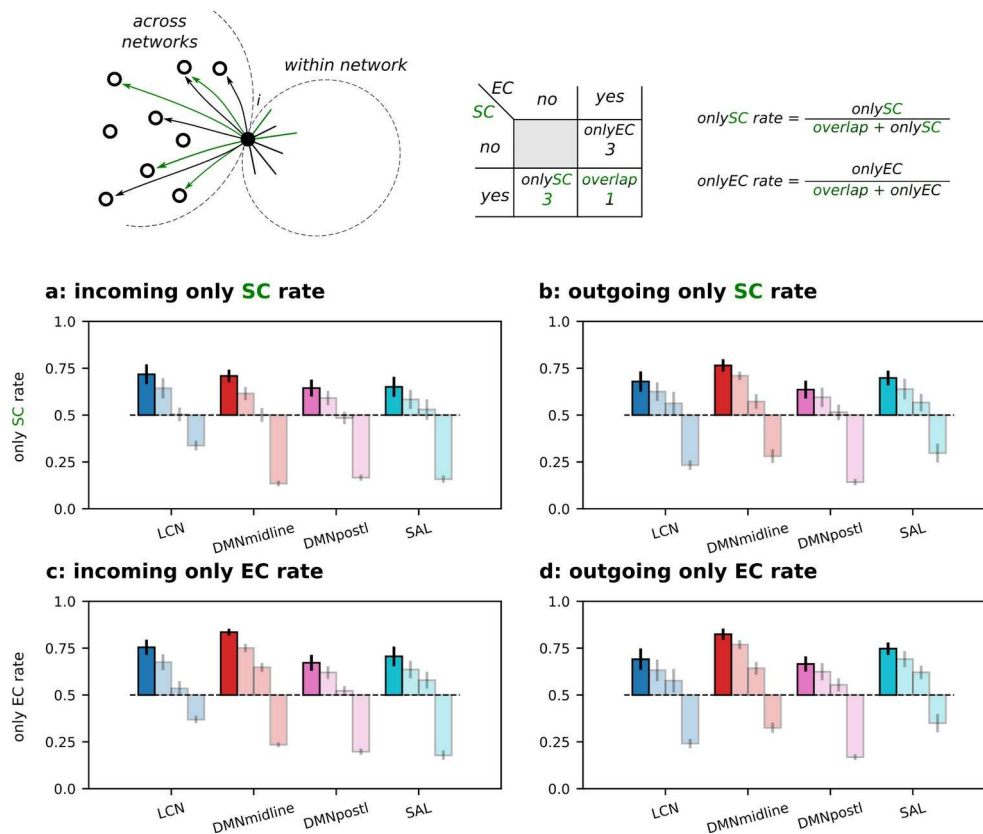 across
networks
within network
i
EC
SC
no
yes
no
onlyEC
3
yes
onlySC
3
overlap
1
onlySC rate = onlySC
overlap + onlySC
onlyEC rate = onlyEC
overlap + onlyEC
a: incoming only SC rate
only SC rate
1.0
0.75
0.5
0.25
0.0
LCN
DMNmidline
DMNpostl
SAL
b: outgoing only SC rate
1.0
0.75
0.5
0.25
0.0
LCN
DMNmidline
DMNpostl
SAL
c: incoming only EC rate
only EC rate
1.0
0.75
0.5
0.25
0.0
LCN
DMNmidline
DMNpostl
SAL
d: outgoing only EC rate
1.0
0.75
0.5
0.25
0.0
LCN
DMNmidline
DMNpostl
SAL